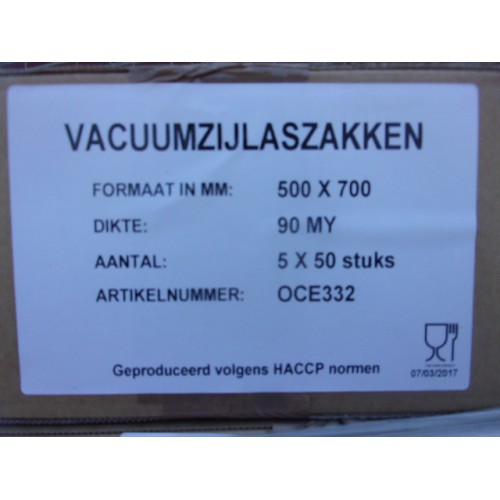 VACUUMZIJLASZAKKEN
FORMAAT IN MM: 500 X 700
DIKTE: 90 MY
AANTAL: 5 X 50 stuks
ARTIKELNUMMER: OCE332
Geproduceerd volgens HACCP normen
07/03/2017